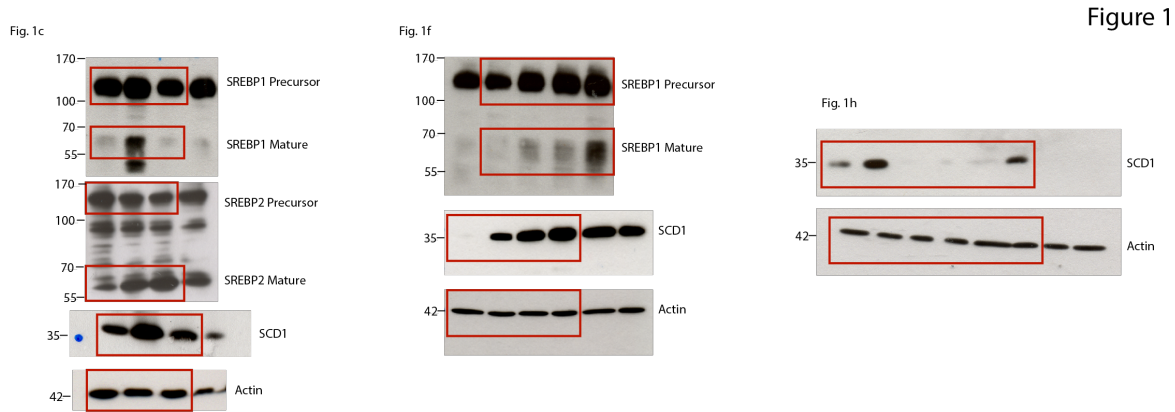 Figure 1
Fig. 1c
170
SREBP1 Precursor
100
70
SREBP1 Mature
55
170
SREBP2 Precursor
100
70
SREBP2 Mature
55
35 SCD1
42 Actin
Fig. 1f
170
SREBP1 Precursor
100
70
SREBP1 Mature
55
35 SCD1
42 Actin
Fig. 1h
35 SCD1
42 Actin